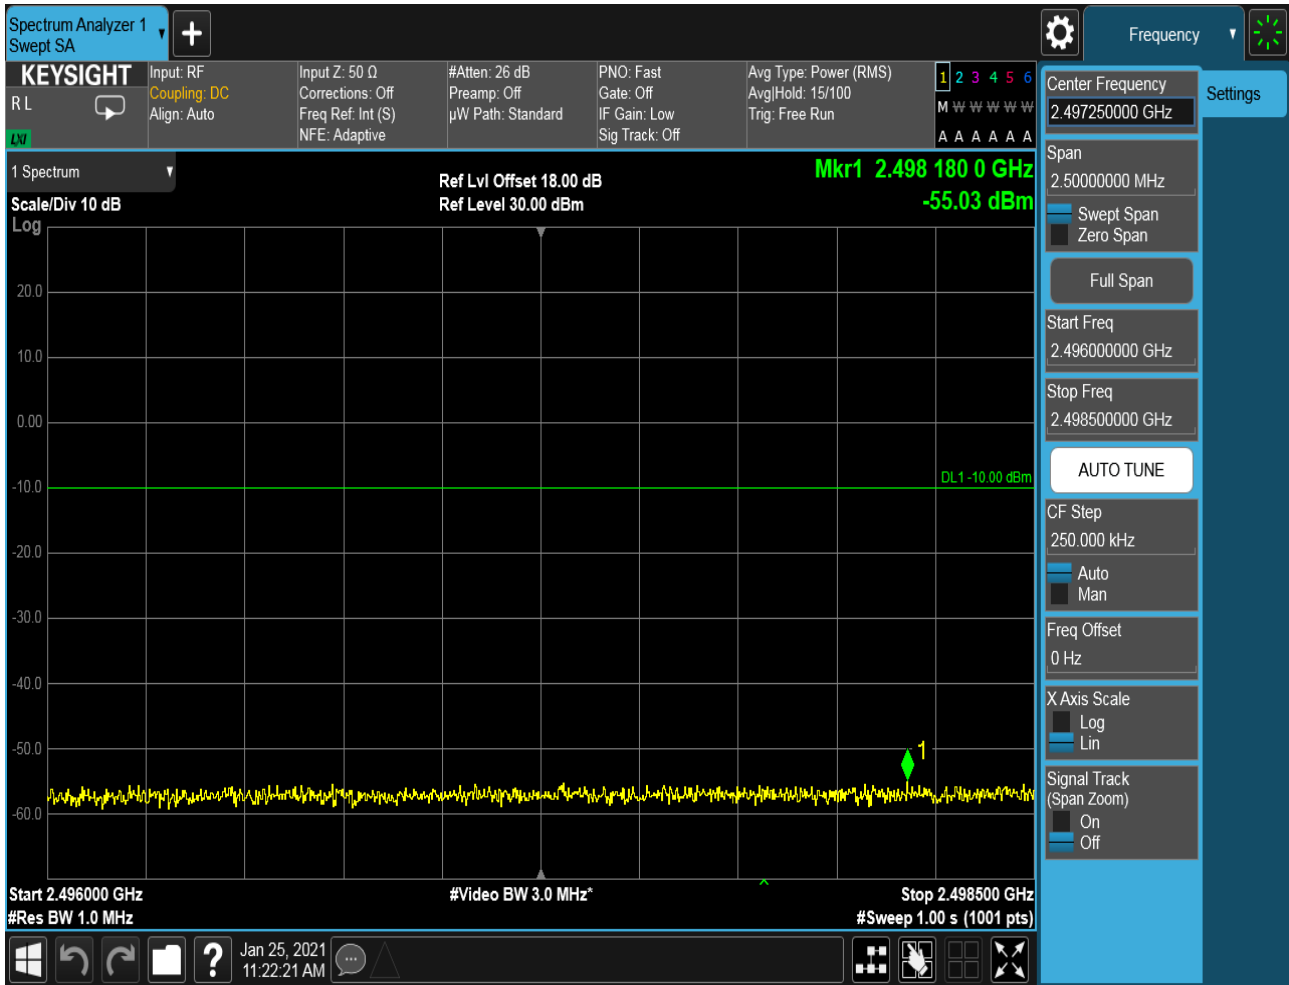 Spectrum Analyzer 1
Swept SA
Frequency
KEYSIGHT
R L
LXI
Input: RF
Coupling: DC
Align: Auto
Input Z: 50 Ω
Corrections: Off
Freq Ref: Int (S)
NFE: Adaptive
#Atten: 26 dB
Preamp: Off
µW Path: Standard
PNO: Fast
Gate: Off
IF Gain: Low
Sig Track: Off
Avg Type: Power (RMS)
Avg|Hold: 15/100
Trig: Free Run
1 2 3 4 5 6
M W W W W W
A A A A A A
1 Spectrum
Scale/Div 10 dB
Log
Ref Lvl Offset 18.00 dB
Ref Level 30.00 dBm
Mkr1 2.498 180 0 GHz
-55.03 dBm
20.0
10.0
0.00
-10.0
-20.0
-30.0
-40.0
-50.0
-60.0
DL1 -10.00 dBm
1
Start 2.496000 GHz
#Res BW 1.0 MHz
#Video BW 3.0 MHz*
Stop 2.498500 GHz
#Sweep 1.00 s (1001 pts)
Jan 25, 2021
11:22:21 AM
?
Center Frequency
2.497250000 GHz
Settings
Span
2.50000000 MHz
Swept Span
Zero Span
Full Span
Start Freq
2.496000000 GHz
Stop Freq
2.498500000 GHz
AUTO TUNE
CF Step
250.000 kHz
Auto
Man
Freq Offset
0 Hz
X Axis Scale
Log
Lin
Signal Track
(Span Zoom)
On
Off